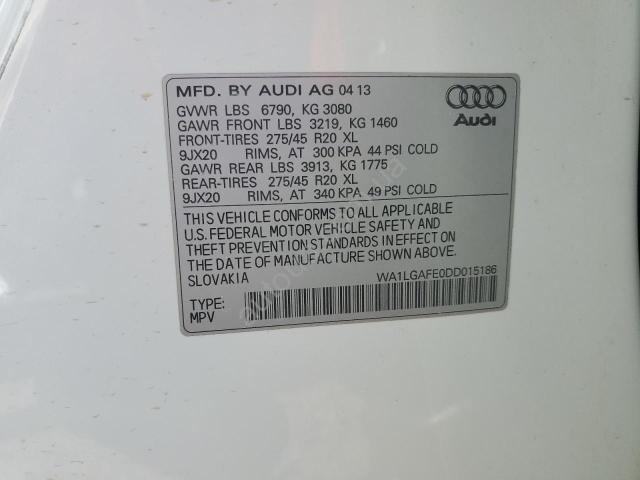 MFD. BY AUDI AG 04 13
GVWR LBS 6790, KG 3080
GAWR FRONT LBS 3219, KG 1460
FRONT-TIRES 275/45 R20 XL
9JX20 RIMS, AT 300 KPA 44 PSI COLD
GAWR REAR LBS 3913, KG 1775
REAR-TIRES 275/45 R20 XL
9JX20 RIMS, AT 340 KPA 49 PSI COLD
Audi
THIS VEHICLE CONFORMS TO ALL APPLICABLE
U.S. FEDERAL MOTOR VEHICLE SAFETY AND
THEFT PREVENTION STANDARDS IN EFFECT ON
THE DATE OF MANUFACTURE SHOWN ABOVE.
SLOVAKIA
WA1LGAFE0DD015186
TYPE:
MPV